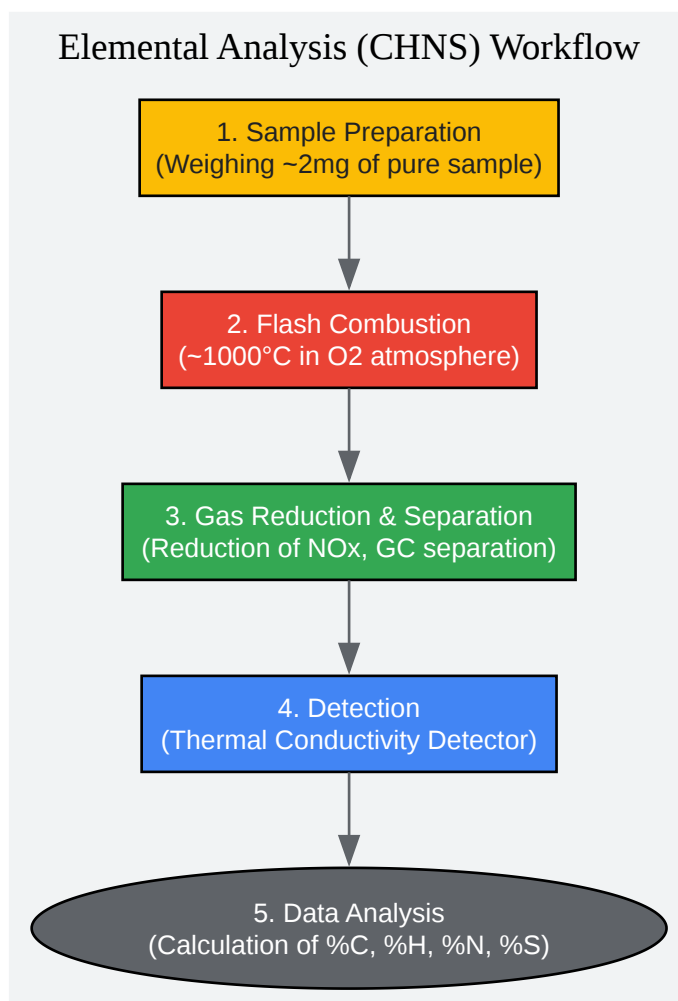 Elemental Analysis (CHNS) Workflow
1. Sample Preparation
(Weighing ~2mg of pure sample)
2. Flash Combustion
(~1000°C in O2 atmosphere)
3. Gas Reduction & Separation
(Reduction of NOx, GC separation)
4. Detection
(Thermal Conductivity Detector)
5. Data Analysis
(Calculation of %C, %H, %N, %S)